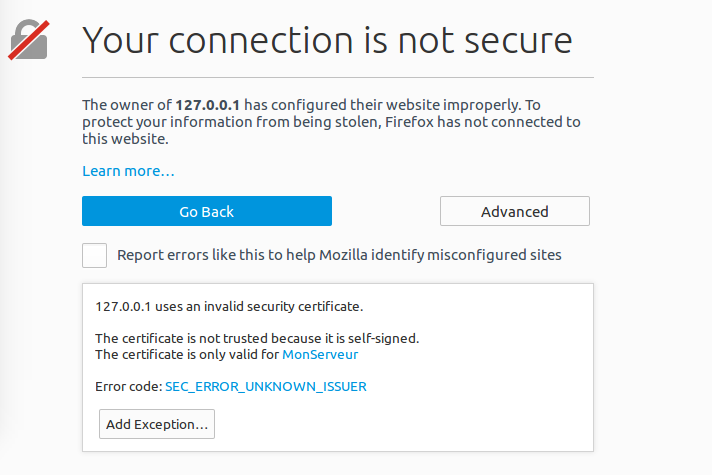 Your connection is not secure
The owner of 127.0.0.1 has configured their website improperly. To
protect your information from being stolen, Firefox has not connected to
this website.
Learn more…
Go Back
Advanced
Report errors like this to help Mozilla identify misconfigured sites
127.0.0.1 uses an invalid security certificate.
The certificate is not trusted because it is self-signed.
The certificate is only valid for MonServeur
Error code: SEC_ERROR_UNKNOWN_ISSUER
Add Exception…